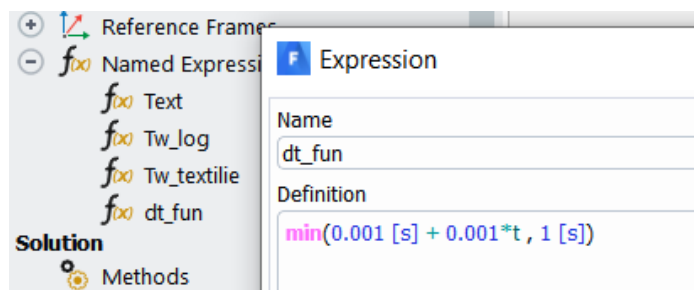 Reference Frames
f(x) Named Expressi
f(x) Text
f(x) Tw_log
f(x) Tw_textilie
f(x) dt_fun
Solution
Methods
F Expression
Name
dt_fun
Definition
min(0.001 [s] + 0.001*t , 1 [s])